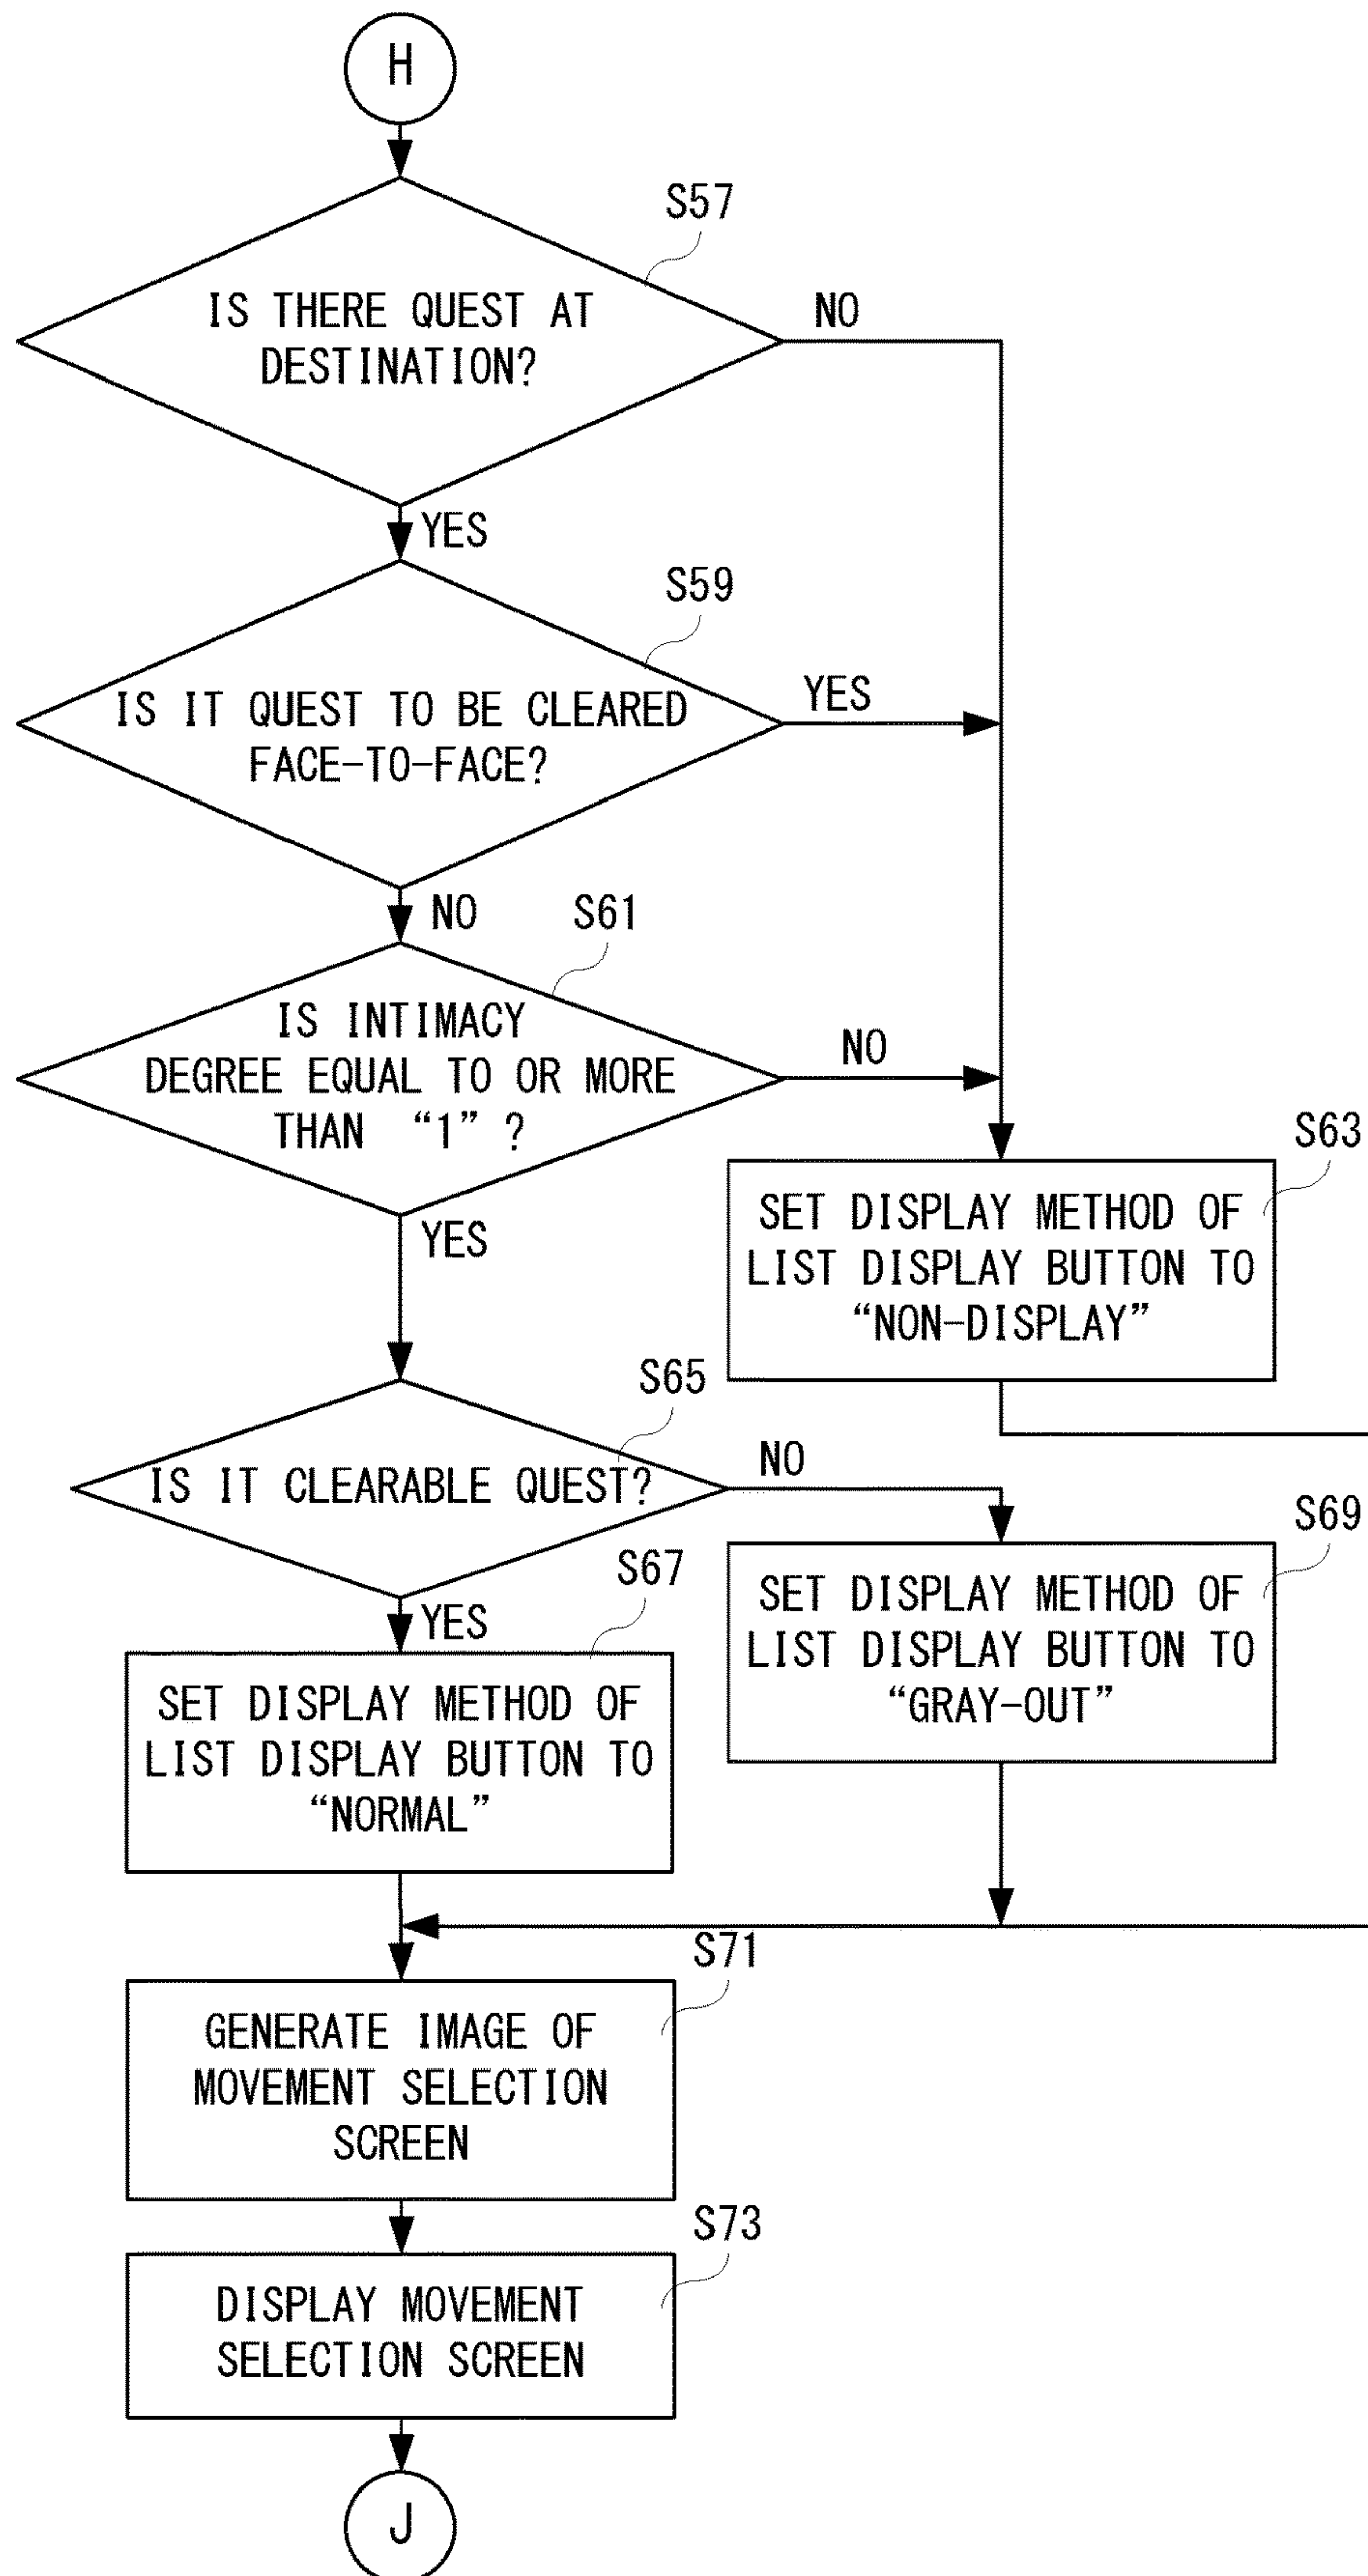 H
S57
IS THERE QUEST AT
DESTINATION?
NO
YES
S59
IS IT QUEST TO BE CLEARED
FACE-TO-FACE?
YES
NO
S61
IS INTIMACY
DEGREE EQUAL TO OR MORE
THAN “1” ?
NO
YES
S63
SET DISPLAY METHOD OF
LIST DISPLAY BUTTON TO
“NON-DISPLAY”
S65
IS IT CLEARABLE QUEST?
NO
YES
S67
SET DISPLAY METHOD OF
LIST DISPLAY BUTTON TO
“NORMAL”
S69
SET DISPLAY METHOD OF
LIST DISPLAY BUTTON TO
“GRAY-OUT”
S71
GENERATE IMAGE OF
MOVEMENT SELECTION
SCREEN
S73
DISPLAY MOVEMENT
SELECTION SCREEN
J